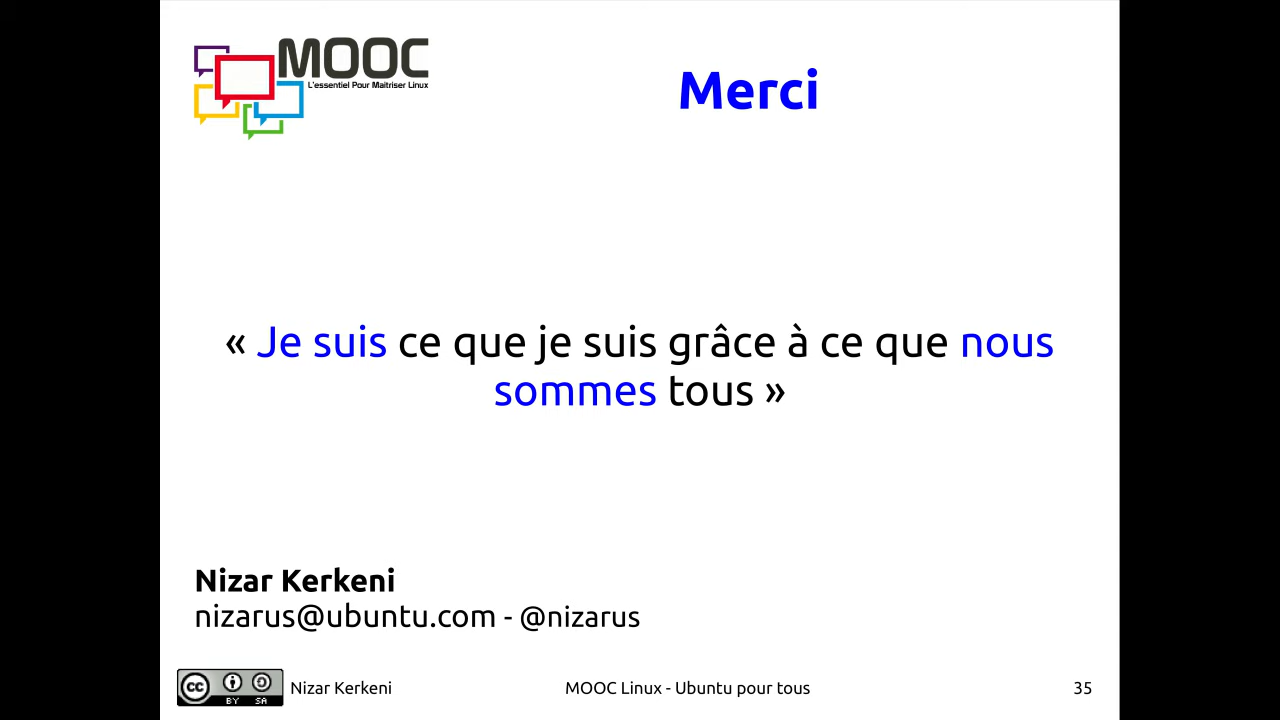 MOOC
L'essentiel Pour Maitriser Linux
Merci
« Je suis ce que je suis grâce à ce que nous
sommes tous »
Nizar Kerkeni
nizarus@ubuntu.com - @nizarus
cc BY SA Nizar Kerkeni MOOC Linux - Ubuntu pour tous 35